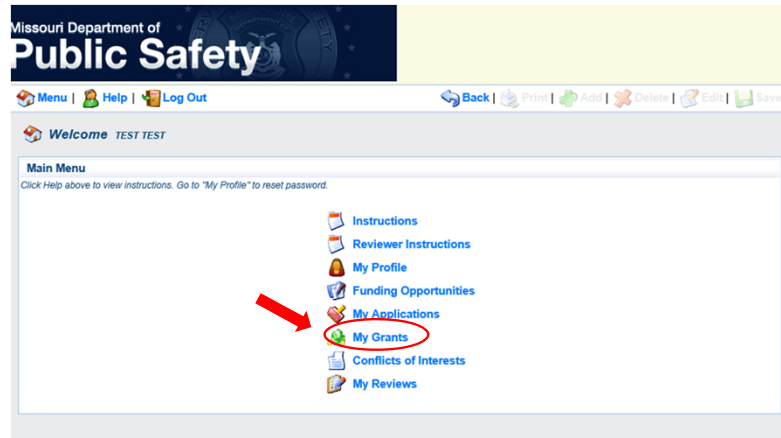 Missouri Department of
Public Safety
Menu | Help | Log Out
Back | Print | Add | Delete | Edit | Save
Welcome TEST TEST
Main Menu
Click Help above to view instructions. Go to "My Profile" to reset password.
Instructions
Reviewer Instructions
My Profile
Funding Opportunities
My Applications
My Grants
Conflicts of Interests
My Reviews